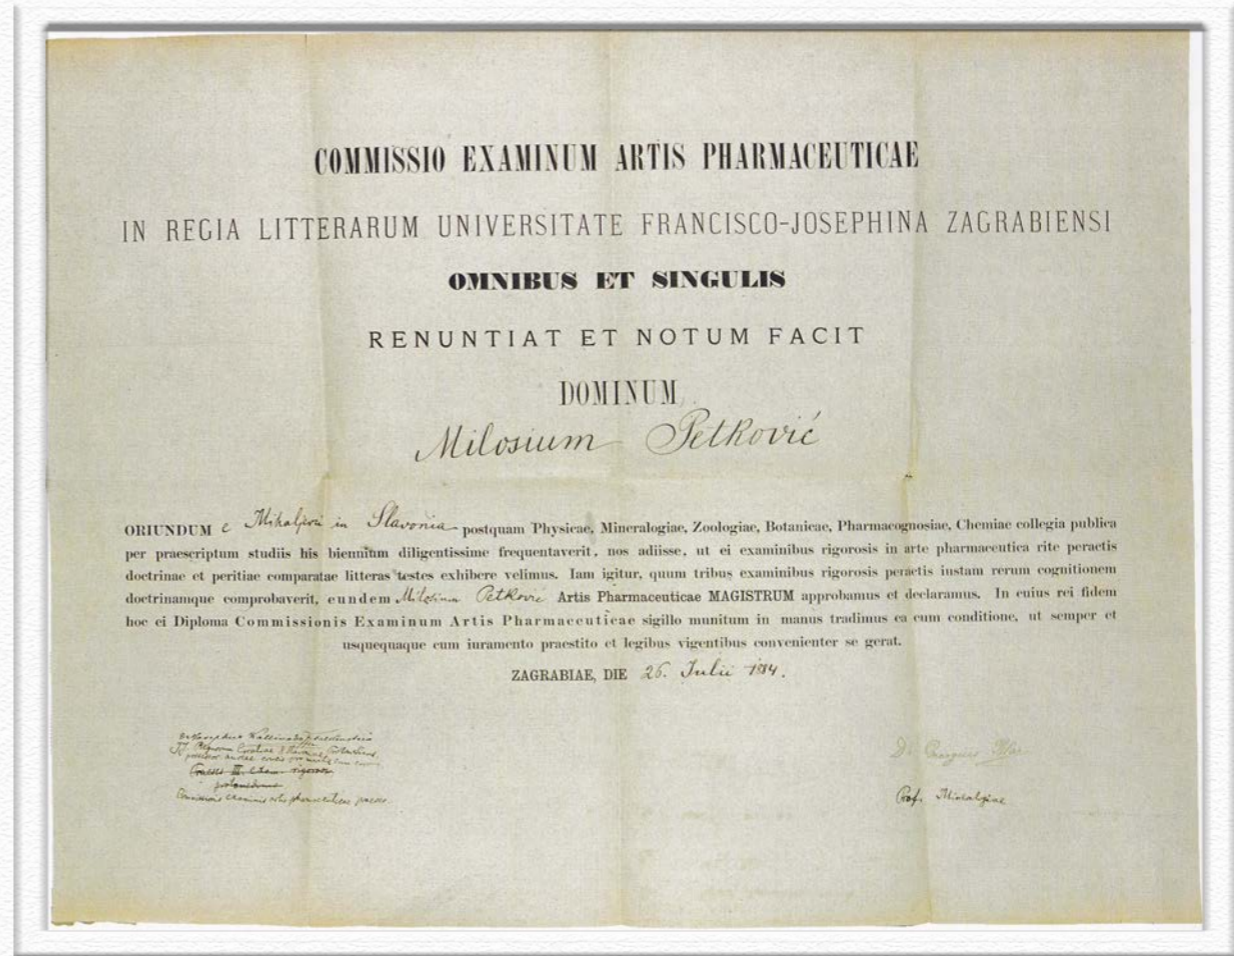 COMMISSIO EXAMINUM ARTIS PHARMACEUTICAE
IN REGIA LITTERARUM UNIVERSITATE FRANCISCO-JOSEPHINA ZAGRABIENSI
OMNIBUS ET SINGULIS
RENUNTIAT ET NOTUM FACIT
DOMINUM
Milosium Petković
ORIUNDUM e in Slavonia postquam Physicae, Mineralogiae, Zoologiae, Botanicae, Pharmacognosiae, Chemiae collegia publica
per praescriptum studiis his biennium diligentissime frequentaverit, nos adiisse, ut ei examinibus rigorosis in arte pharmaceutica rite peractis
doctrinae et peritiae comparatae litteras testes exhibere velimus. Iam igitur, quum tribus examinibus rigorosis peractis iustam rerum cognitionem
doctrinamque comprobaverit, eundem Petković Artis Pharmaceuticae MAGISTRUM approbamus et declaramus. In cuius rei fidem
hoc ei Diploma Commissionis Examinum Artis Pharmaceuticae sigillo munitum in manus tradimus ea cum conditione, ut semper et
usquequaque cum iuramento praestito et legibus vigentibus convenienter se gerat.
ZAGRABIAE, DIE 26. Julii
Prof.